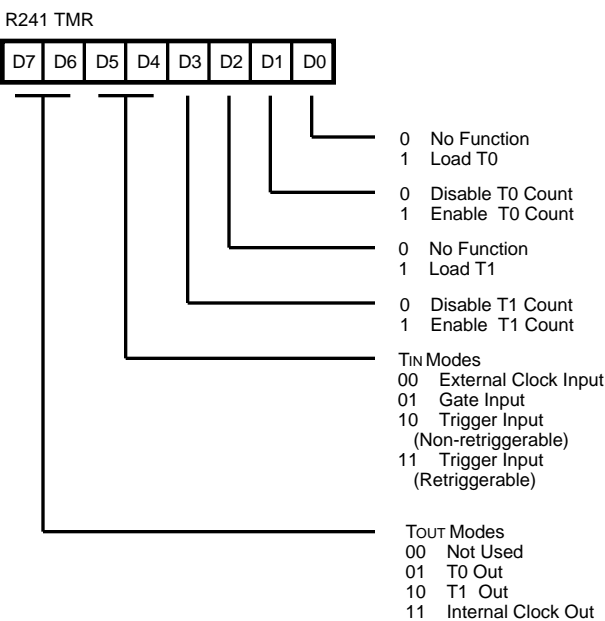 R241 TMR
D7 D6 D5 D4 D3 D2 D1 D0
0 No Function
1 Load T0
0 Disable T0 Count
1 Enable T0 Count
0 No Function
1 Load T1
0 Disable T1 Count
1 Enable T1 Count
TIN Modes
00 External Clock Input
01 Gate Input
10 Trigger Input
(Non-retriggerable)
11 Trigger Input
(Retriggerable)
TOUT Modes
00 Not Used
01 T0 Out
10 T1 Out
11 Internal Clock Out